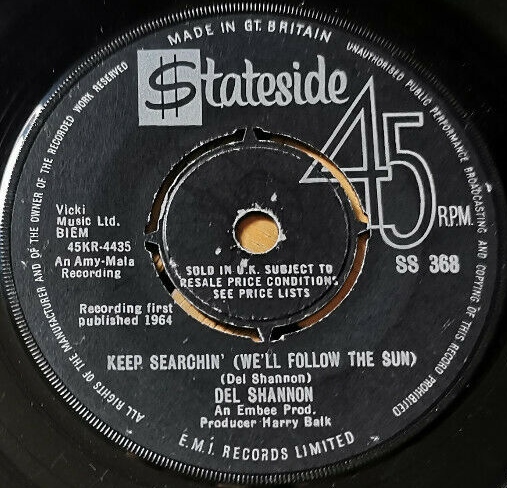 MADE IN GT. BRITAIN
UNAUTHORISED PUBLIC PERFORMANCE BROADCASTING AND COPYING OF THIS RECORD PROHIBITED
ALL RIGHTS OF THE MANUFACTURER AND OF THE OWNER OF THE RECORDED WORK RESERVED
$tateside
45
R.P.M.
Vicki
Music Ltd.
BIEM
45KR-4435
An Amy-Mala
Recording
SS 368
SOLD IN U.K. SUBJECT TO
RESALE PRICE CONDITIONS
SEE PRICE LISTS
Recording first
published 1964
KEEP SEARCHIN' (WE'LL FOLLOW THE SUN)
(Del Shannon)
DEL SHANNON
An Embee Prod.
Producer Harry Balk
E.M.I. RECORDS LIMITED